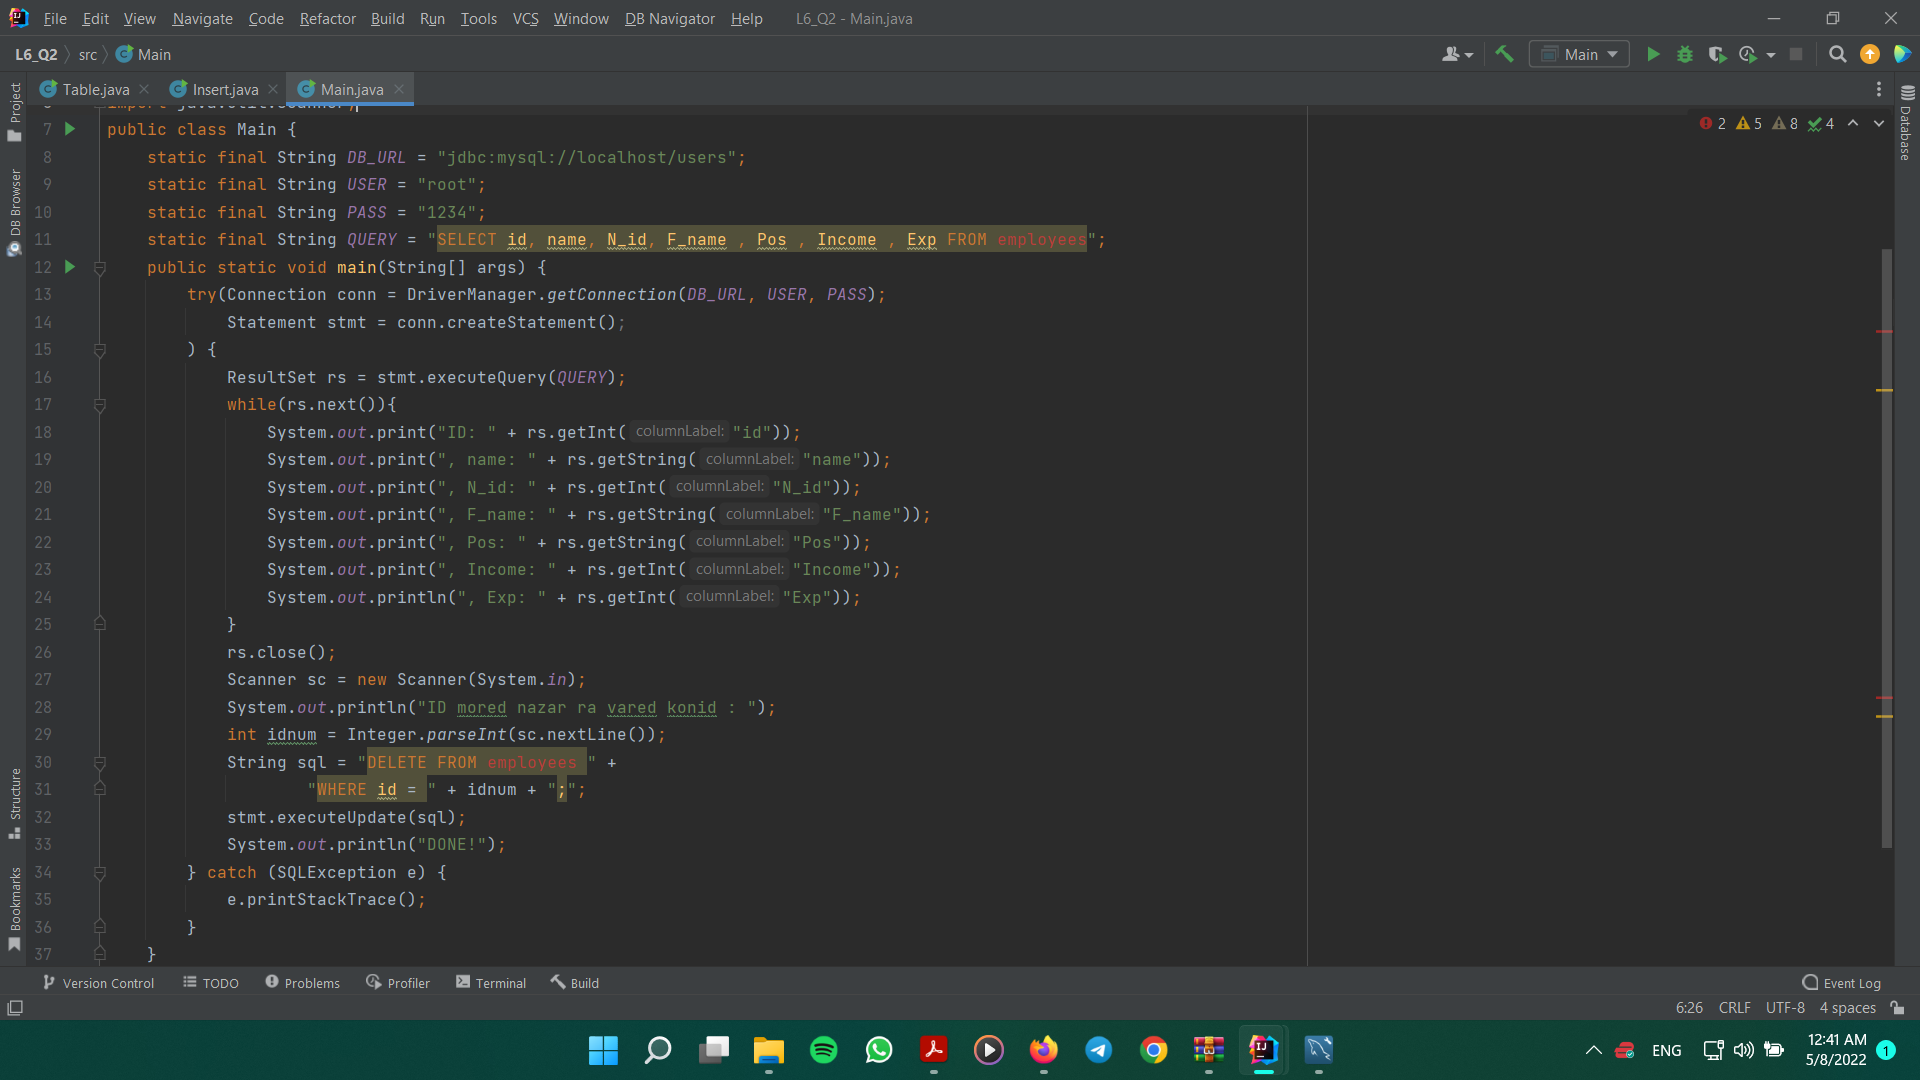 File Edit View Navigate Code Refactor Build Run Tools VCS Window DB Navigator Help L6_Q2 - Main.java
L6_Q2 src Main
Main
Table.java Insert.java Main.java
Project
DB Browser
Structure
Bookmarks
Database
2 5 8 4
7 public class Main {
8 static final String DB_URL = "jdbc:mysql://localhost/users";
9 static final String USER = "root";
10 static final String PASS = "1234";
11 static final String QUERY = "SELECT id, name, N_id, F_name , Pos , Income , Exp FROM employees";
12 public static void main(String[] args) {
13 try(Connection conn = DriverManager.getConnection(DB_URL, USER, PASS);
14 Statement stmt = conn.createStatement();
15 ) {
16 ResultSet rs = stmt.executeQuery(QUERY);
17 while(rs.next()){
18 System.out.print("ID: " + rs.getInt( columnLabel: "id"));
19 System.out.print(", name: " + rs.getString( columnLabel: "name"));
20 System.out.print(", N_id: " + rs.getInt( columnLabel: "N_id"));
21 System.out.print(", F_name: " + rs.getString( columnLabel: "F_name"));
22 System.out.print(", Pos: " + rs.getString( columnLabel: "Pos"));
23 System.out.print(", Income: " + rs.getInt( columnLabel: "Income"));
24 System.out.println(", Exp: " + rs.getInt( columnLabel: "Exp"));
25 }
26 rs.close();
27 Scanner sc = new Scanner(System.in);
28 System.out.println("ID mored nazar ra vared konid : ");
29 int idnum = Integer.parseInt(sc.nextLine());
30 String sql = "DELETE FROM employees " +
31 "WHERE id = " + idnum + ";";
32 stmt.executeUpdate(sql);
33 System.out.println("DONE!");
34 } catch (SQLException e) {
35 e.printStackTrace();
36 }
37 }
Version Control TODO Problems Profiler Terminal Build Event Log
6:26 CRLF UTF-8 4 spaces
ENG
12:41 AM
5/8/2022
1